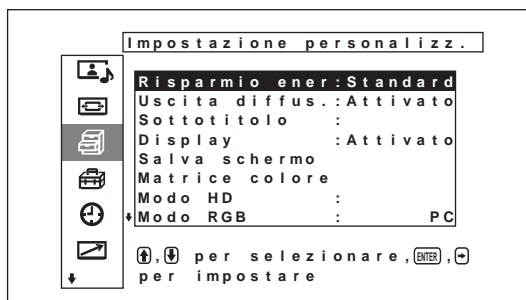 Impostazione personalizz.
Risparmio ener:Standard
Uscita diffus.:Attivato
Sottotitolo :
Display :Attivato
Salva schermo
Matrice colore
Modo HD :
Modo RGB : PC
, per selezionare, ENTER ,
per impostare